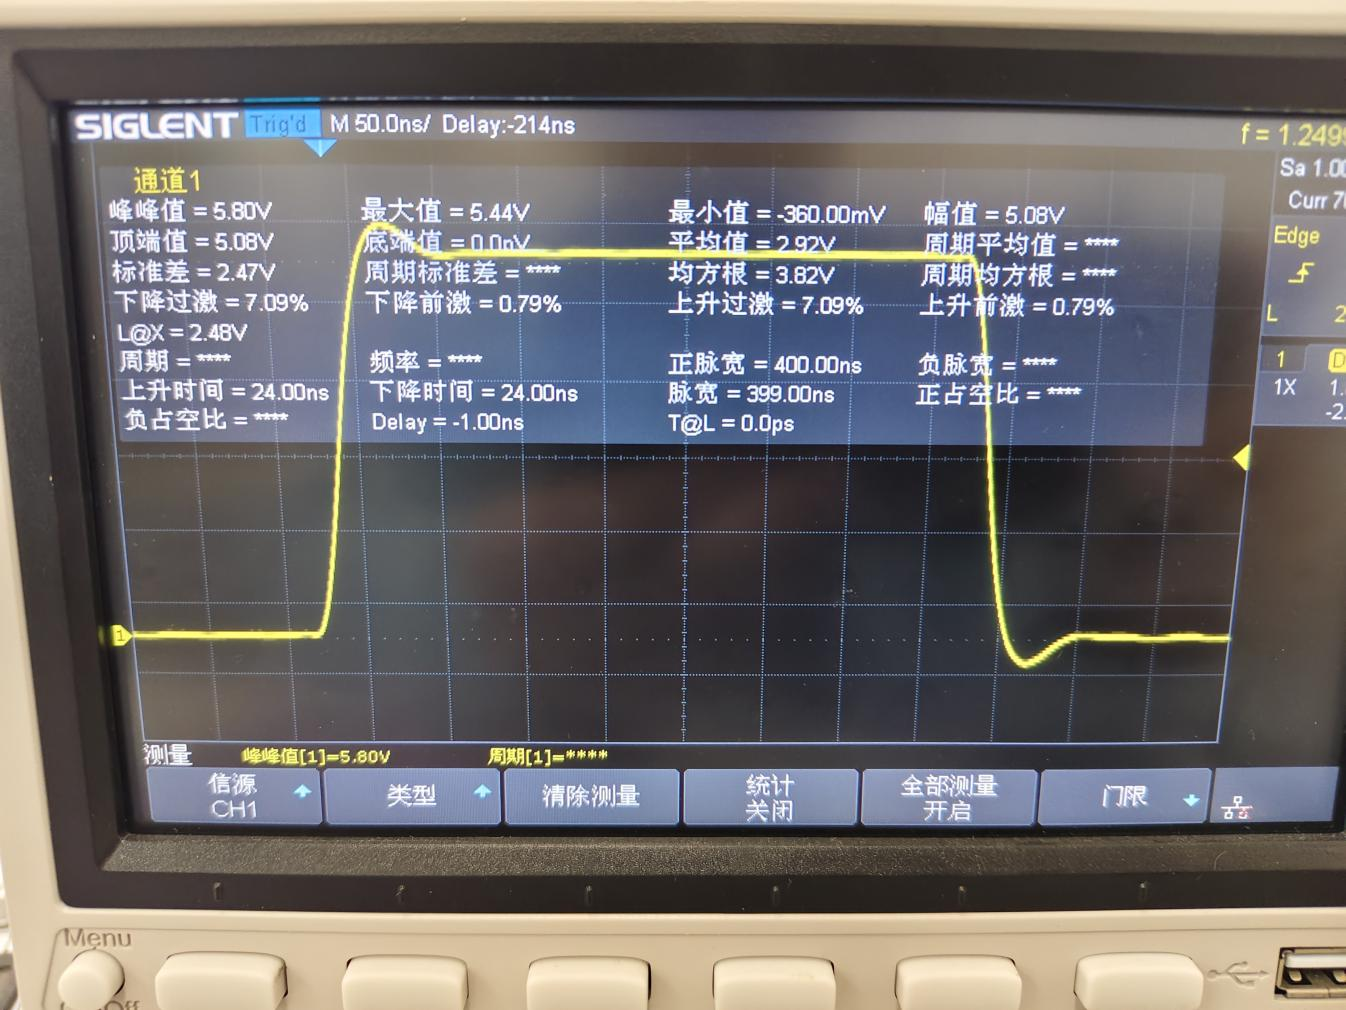 SIGLENT Trig'd M 50.0ns/ Delay:-214ns
f = 1.249
Sa 1.0
Curr 7
通道1
峰峰值 = 5.80V 最大值 = 5.44V 最小值 = -360.00mV 幅值 = 5.08V
顶端值 = 5.08V 底端值 = 0.0nV 平均值 = 2.92V 周期平均值 = ****
标准差 = 2.47V 周期标准差 = **** 均方根 = 3.82V 周期均方根 = ****
下降过激 = 7.09% 下降前激 = 0.79% 上升过激 = 7.09% 上升前激 = 0.79%
L@X = 2.48V
周期 = **** 频率 = **** 正脉宽 = 400.00ns 负脉宽 = ****
上升时间 = 24.00ns 下降时间 = 24.00ns 脉宽 = 399.00ns 正占空比 = ****
负占空比 = **** Delay = -1.00ns T@L = 0.0ps
Edge
L 2
1 D
1X 1.
-2.
1
测量 峰峰值[1]=5.80V 周期[1]=****
信源 类型 清除测量 统计 全部测量 门限
CH1 关闭 开启
Menu
Off